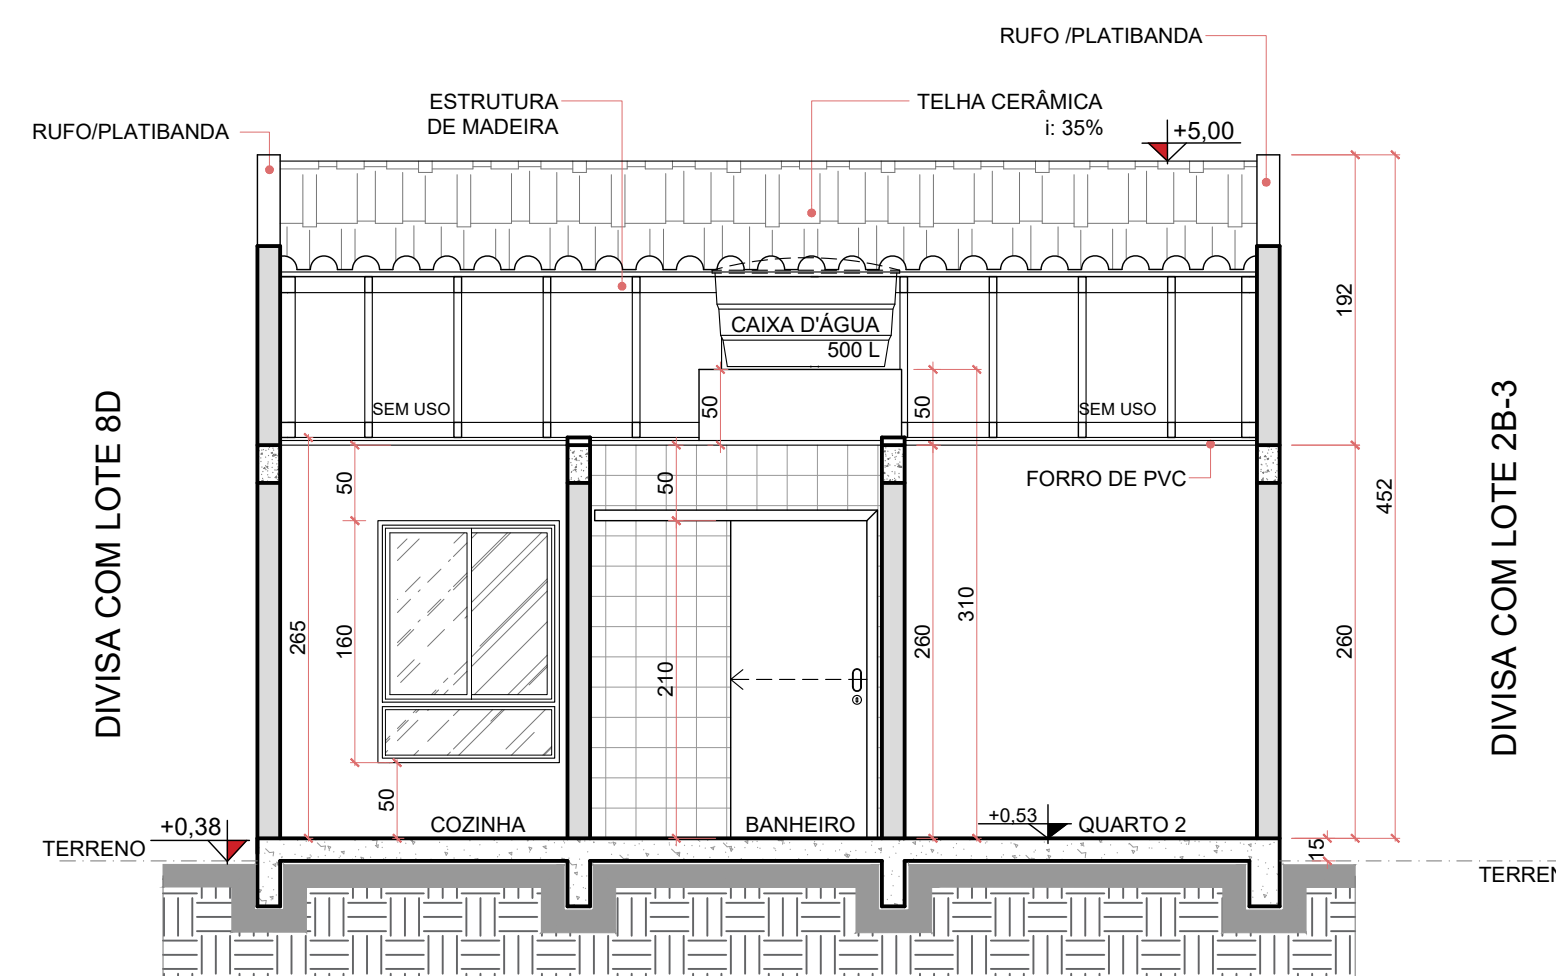 RUFO /PLATIBANDA
ESTRUTURA
DE MADEIRA
TELHA CERÂMICA
i: 35%
RUFO/PLATIBANDA
+5,00
192
CAIXA D'ÁGUA
500 L
SEM USO
50
50
SEM USO
DIVISA COM LOTE 8D
DIVISA COM LOTE 2B-3
50
50
FORRO DE PVC
452
265
160
210
260
310
260
50
COZINHA
BANHEIRO
+0,53
QUARTO 2
+0,38
TERRENO
15
TERREN